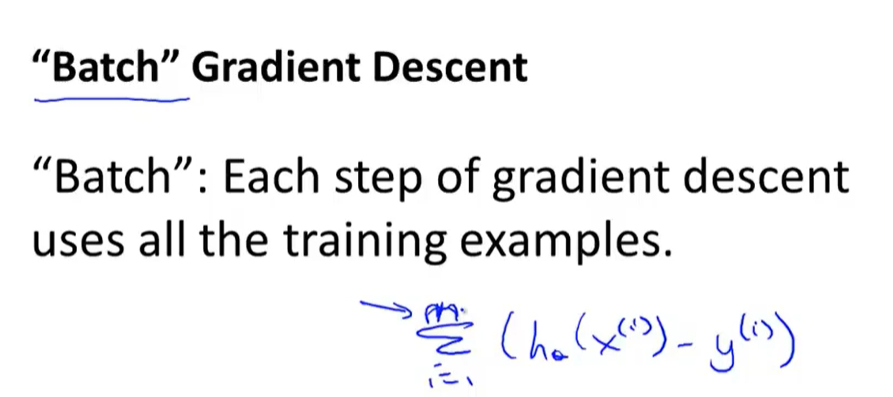 “Batch” Gradient Descent
“Batch”: Each step of gradient descent
uses all the training examples.
→ m Σ i=1 (hθ(x(i)) - y(i))